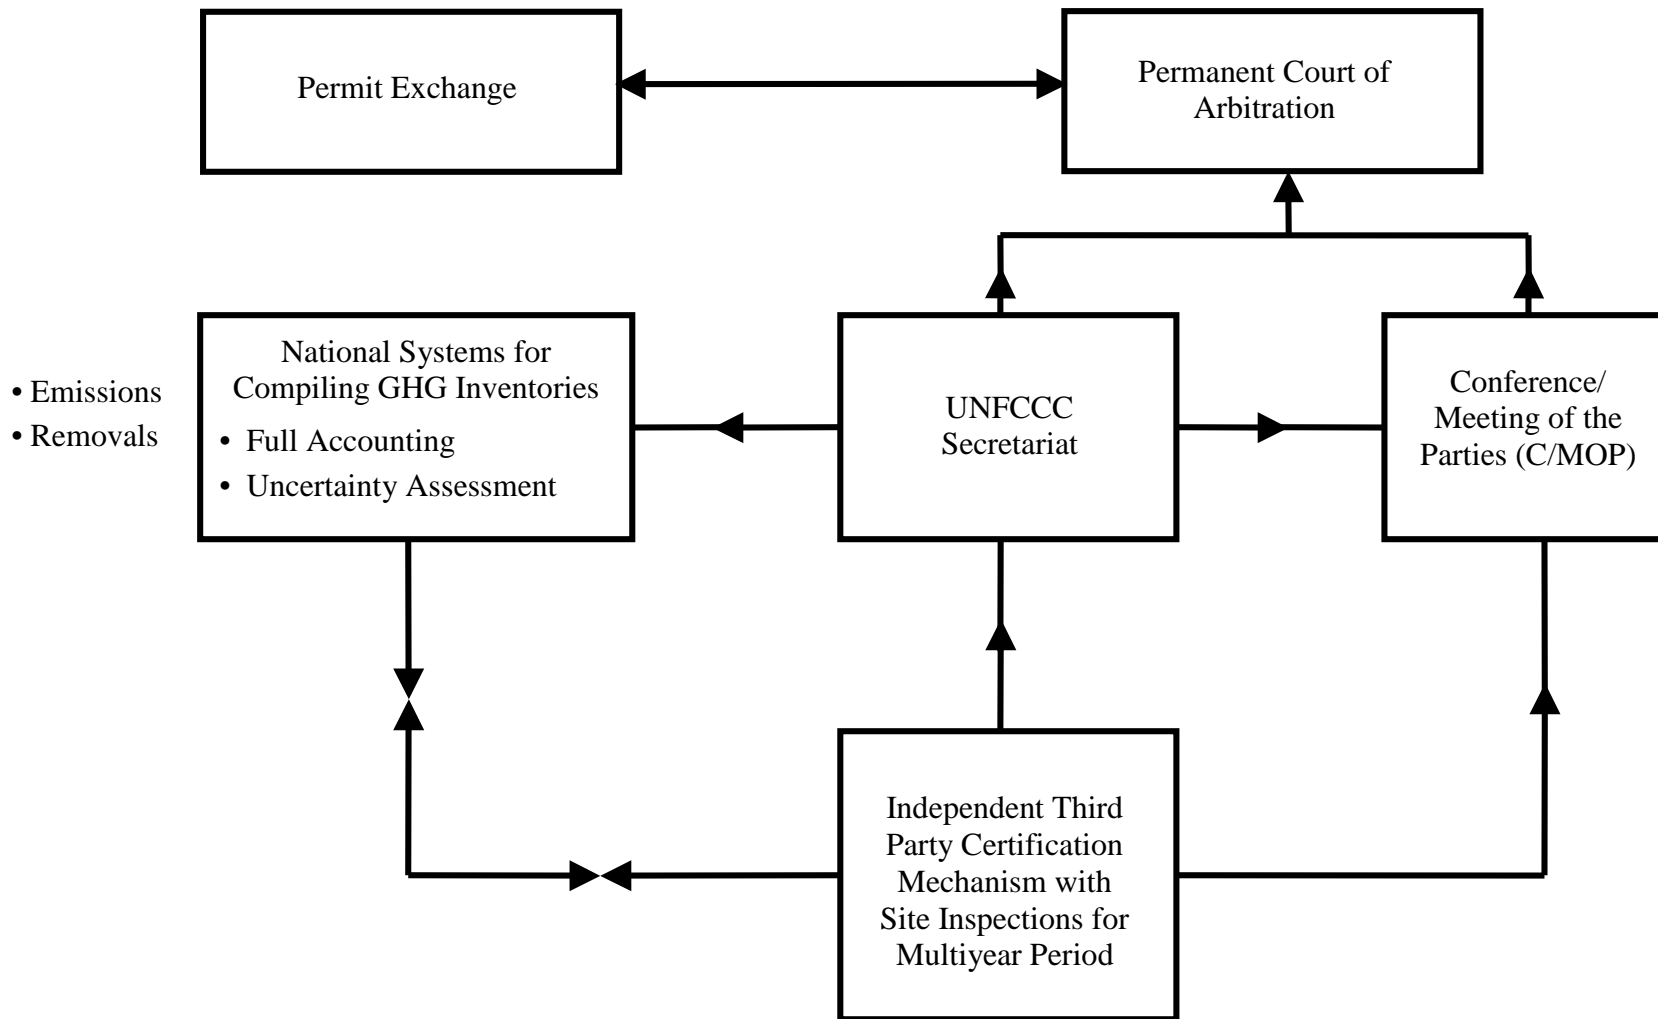 Permit Exchange
Permanent Court of
Arbitration
• Emissions
• Removals
National Systems for
Compiling GHG Inventories
• Full Accounting
• Uncertainty Assessment
UNFCCC
Secretariat
Conference/
Meeting of the
Parties (C/MOP)
Independent Third
Party Certification
Mechanism with
Site Inspections for
Multiyear Period